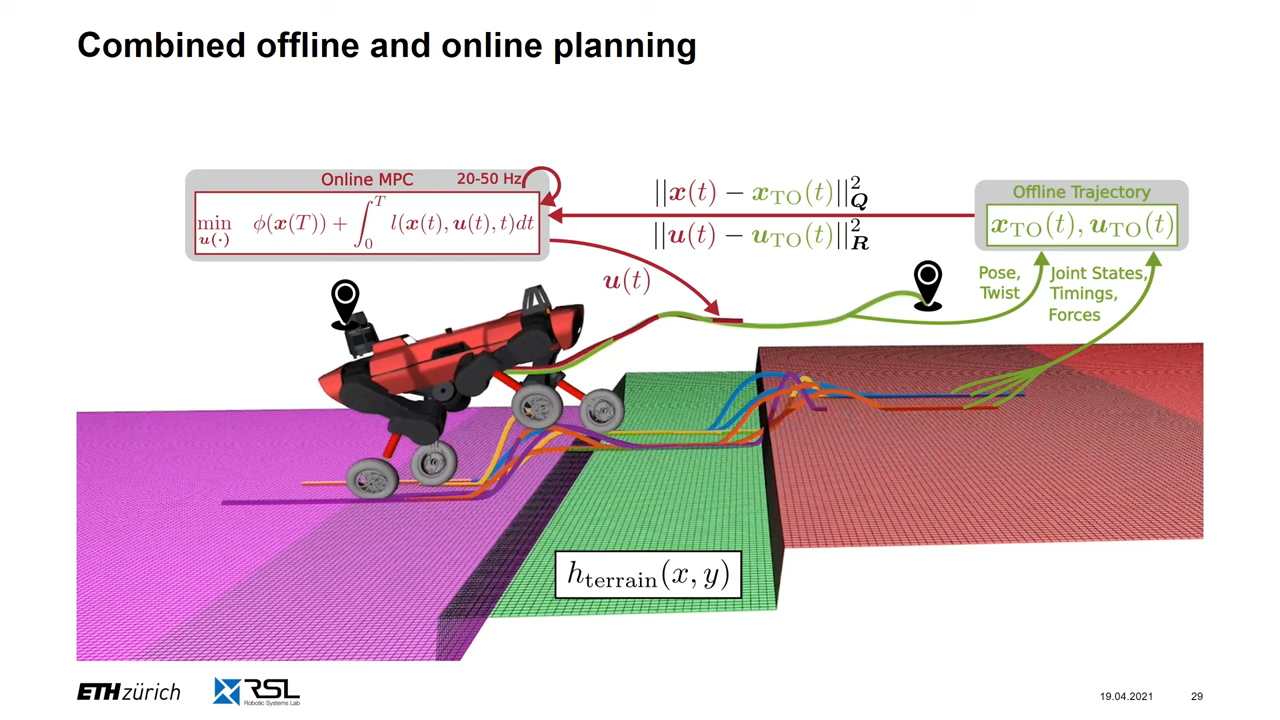 Combined offline and online planning
Online MPC 20-50 Hz
min u(·) ϕ(x(T)) + ∫₀ᵀ l(x(t), u(t), t)dt
||x(t) − x_TO(t)||²_Q
||u(t) − u_TO(t)||²_R
Offline Trajectory
x_TO(t), u_TO(t)
u(t)
Pose,
Twist
Joint States,
Timings,
Forces
h_terrain(x, y)
ETH zürich
RSL
Robotic Systems Lab
19.04.2021
29